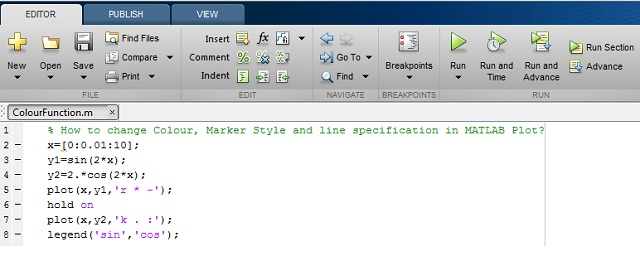 EDITOR PUBLISH VIEW
New Open Save Find Files Compare Print
Insert fx
Comment %
Indent
Go To
Find
Breakpoints
Run Run and Time Run and Advance Run Section Advance
FILE EDIT NAVIGATE BREAKPOINTS RUN
ColourFunction.m ×
1 % How to change Colour, Marker Style and line specification in MATLAB Plot?
2 – x=[0:0.01:10];
3 – y1=sin(2*x);
4 – y2=2.*cos(2*x);
5 – plot(x,y1,'r * -');
6 – hold on
7 – plot(x,y2,'k . :');
8 – legend('sin','cos');